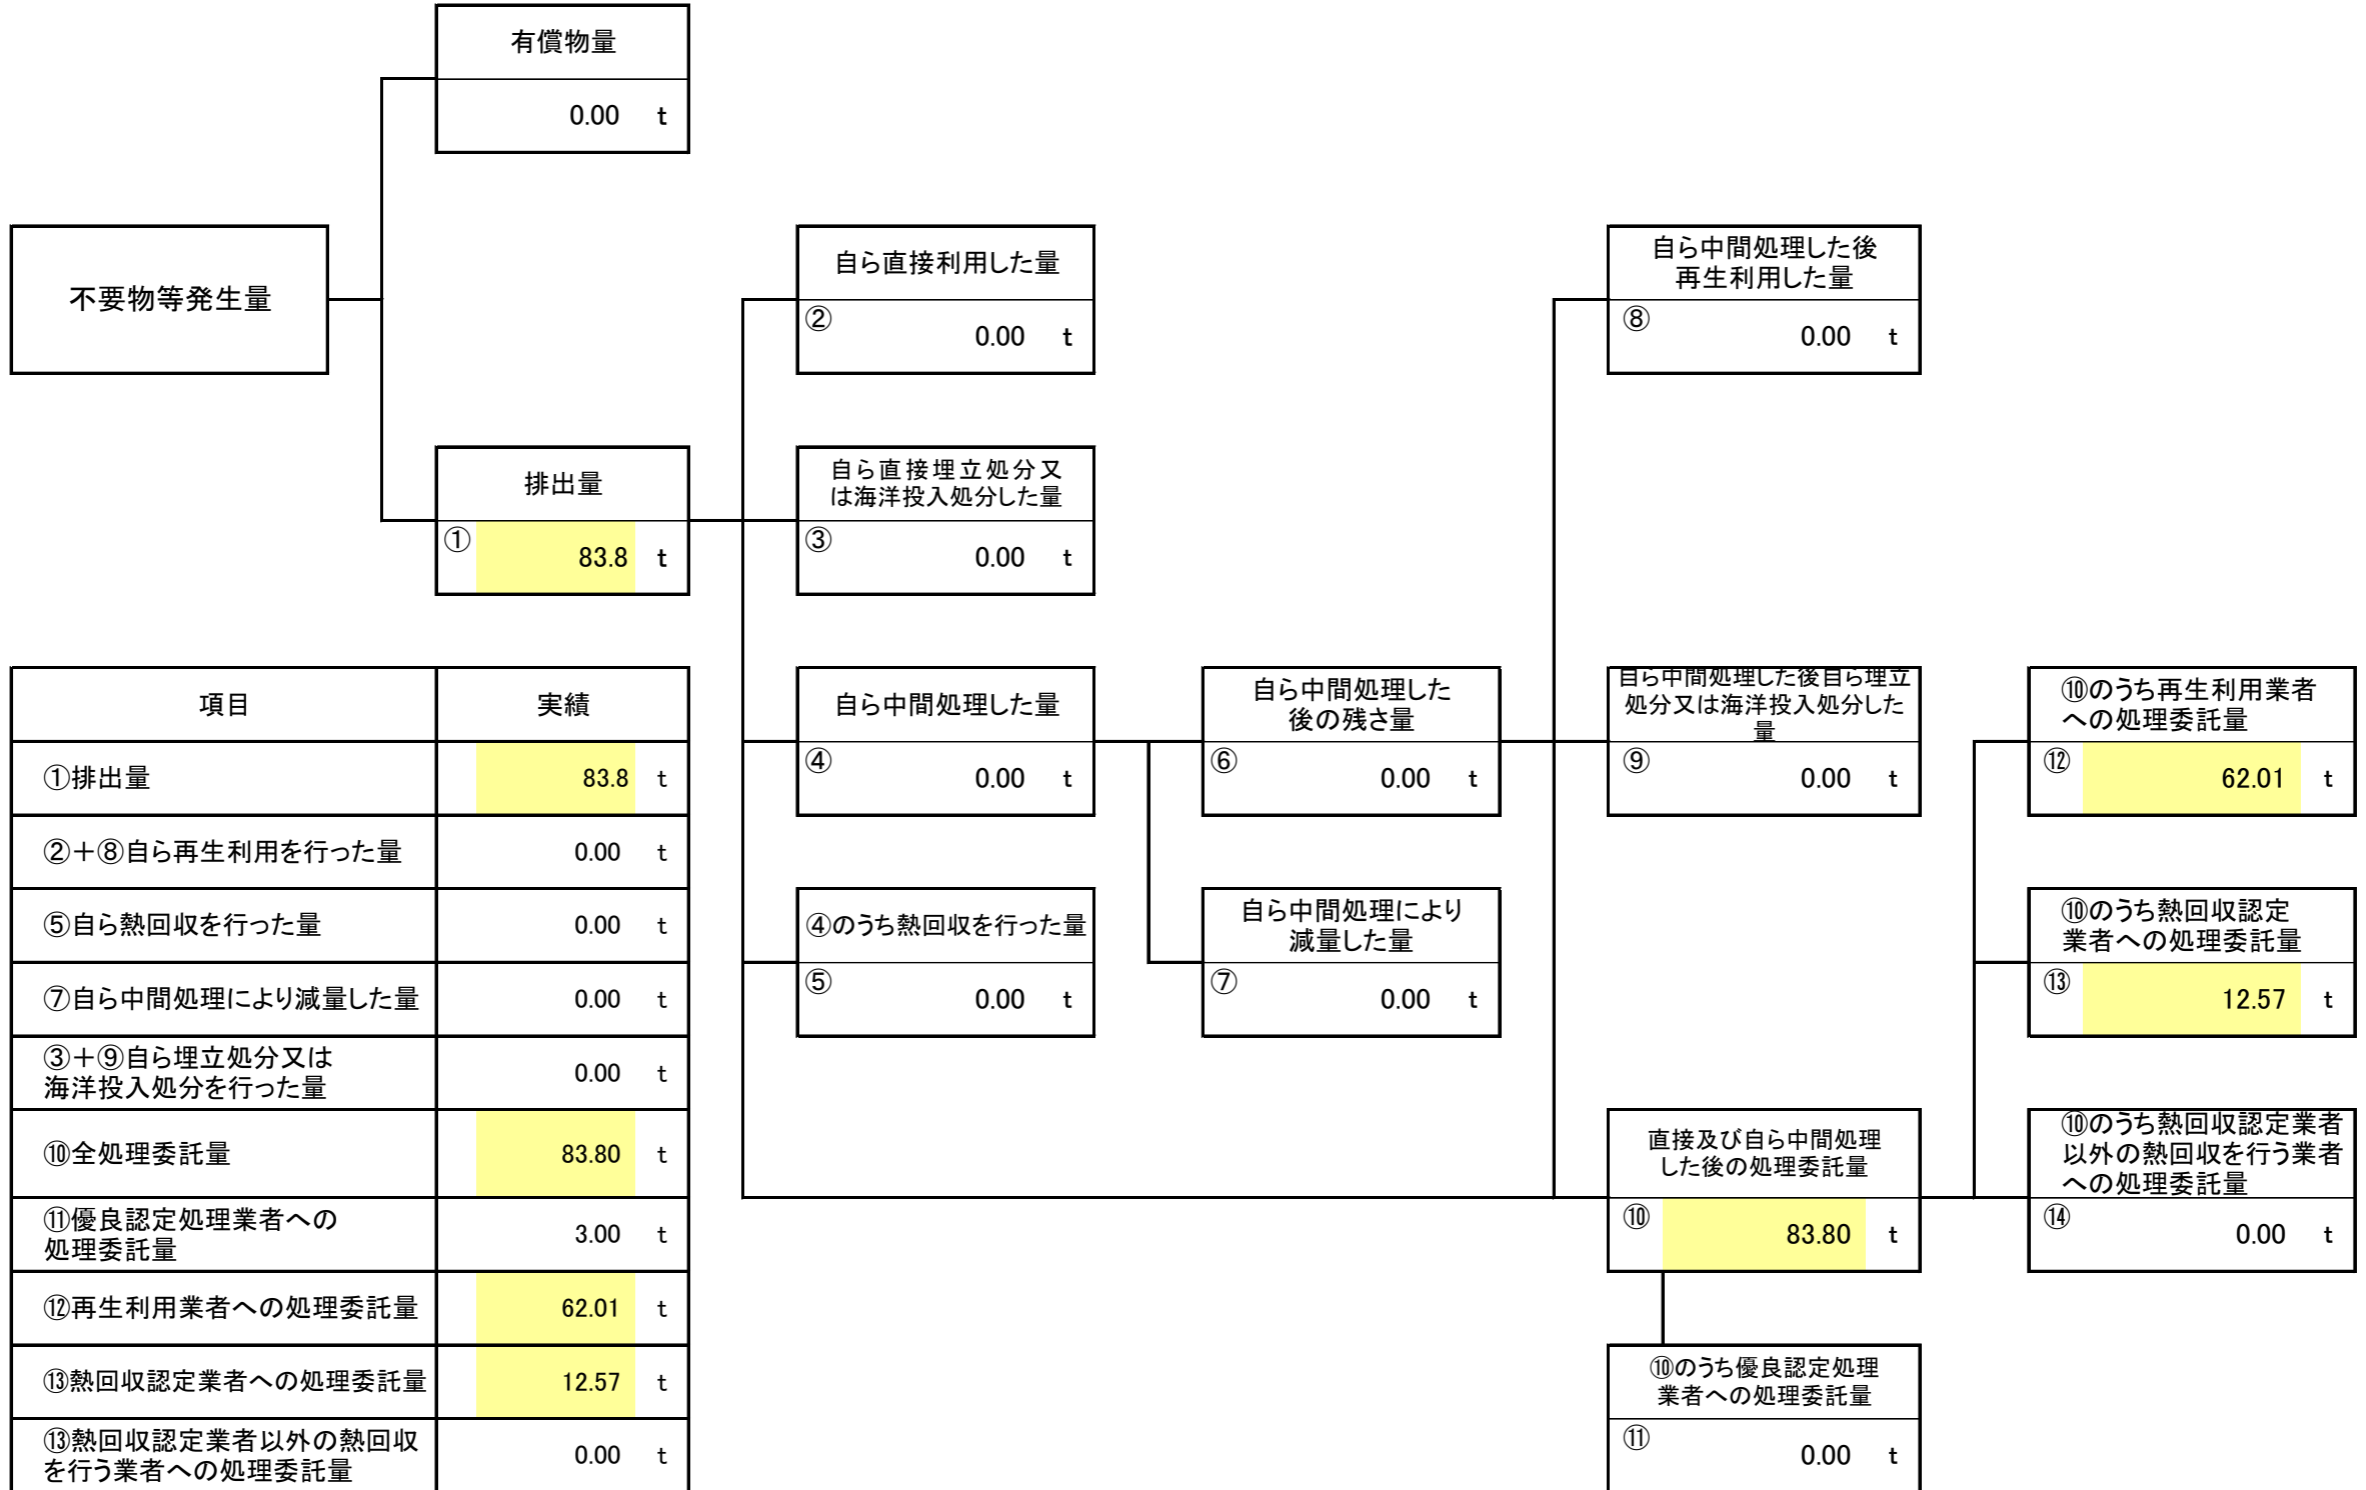 有償物量
0.00 t
不要物等発生量
自ら直接利用した量
② 0.00 t
自ら中間処理した後
再生利用した量
⑧ 0.00 t
排出量
① 83.8 t
自ら直接埋立処分又
は海洋投入処分した量
③ 0.00 t
項目 実績
①排出量 83.8 t
②＋⑧自ら再生利用を行った量 0.00 t
⑤自ら熱回収を行った量 0.00 t
⑦自ら中間処理により減量した量 0.00 t
③＋⑨自ら埋立処分又は
海洋投入処分を行った量 0.00 t
⑩全処理委託量 83.80 t
⑪優良認定処理業者への
処理委託量 3.00 t
⑫再生利用業者への処理委託量 62.01 t
⑬熱回収認定業者への処理委託量 12.57 t
⑬熱回収認定業者以外の熱回収
を行う業者への処理委託量 0.00 t
自ら中間処理した量
④ 0.00 t
自ら中間処理した
後の残さ量
⑥ 0.00 t
自ら中間処理した後自ら埋立
処分又は海洋投入処分した
量
⑨ 0.00 t
⑩のうち再生利用業者
への処理委託量
⑫ 62.01 t
④のうち熱回収を行った量
⑤ 0.00 t
自ら中間処理により
減量した量
⑦ 0.00 t
⑩のうち熱回収認定
業者への処理委託量
⑬ 12.57 t
直接及び自ら中間処理
した後の処理委託量
⑩ 83.80 t
⑩のうち熱回収認定業者
以外の熱回収を行う業者
への処理委託量
⑭ 0.00 t
⑩のうち優良認定処理
業者への処理委託量
⑪ 0.00 t